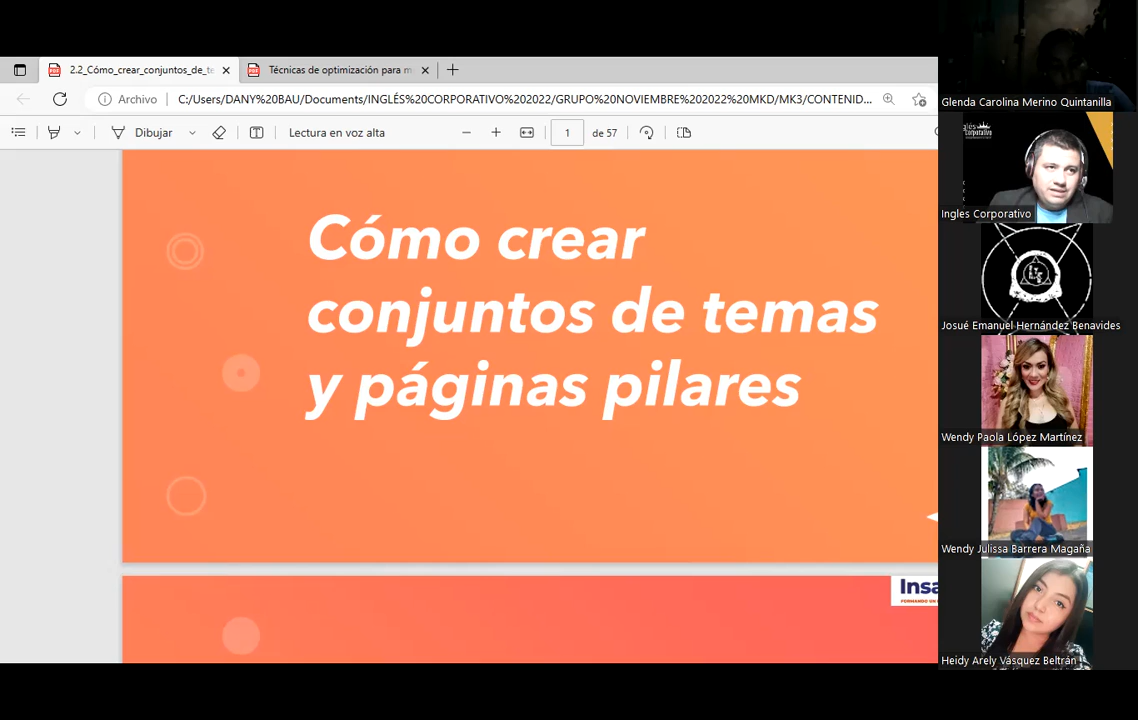 2.2_Cómo_crear_conjuntos_de_te
Técnicas de optimización para m
Archivo
C:/Users/DANY%20BAU/Documents/INGLÉS%20CORPORATIVO%202022/GRUPO%20NOVIEMBRE%202022%20MKD/MK3/CONTENID...
Dibujar
Lectura en voz alta
1
de 57
Cómo crear
conjuntos de temas
y páginas pilares
Insa
FORMANDO UN
Glenda Carolina Merino Quintanilla
Ingles Corporativo
Josué Emanuel Hernández Benavides
Wendy Paola López Martínez
Wendy Julissa Barrera Magaña
Heidy Arely Vásquez Beltrán